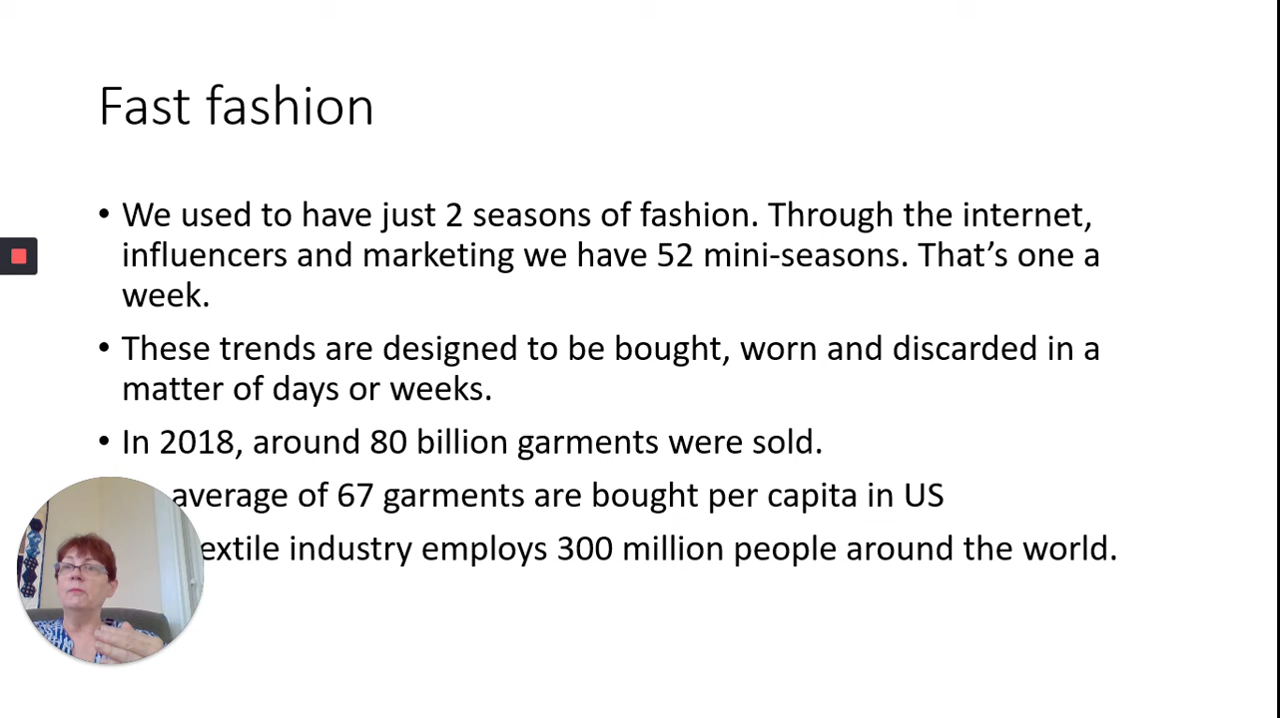 Fast fashion
• We used to have just 2 seasons of fashion. Through the internet,
influencers and marketing we have 52 mini-seasons. That’s one a
week.
• These trends are designed to be bought, worn and discarded in a
matter of days or weeks.
• In 2018, around 80 billion garments were sold.
average of 67 garments are bought per capita in US
industry employs 300 million people around the world.